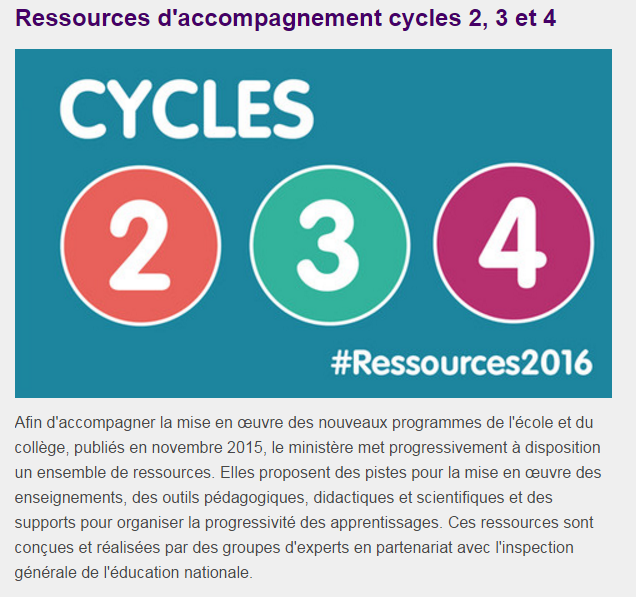 Ressources d'accompagnement cycles 2, 3 et 4
CYCLES
2 3 4
#Ressources2016
Afin d'accompagner la mise en œuvre des nouveaux programmes de l'école et du
collège, publiés en novembre 2015, le ministère met progressivement à disposition
un ensemble de ressources. Elles proposent des pistes pour la mise en œuvre des
enseignements, des outils pédagogiques, didactiques et scientifiques et des
supports pour organiser la progressivité des apprentissages. Ces ressources sont
conçues et réalisées par des groupes d'experts en partenariat avec l'inspection
générale de l'éducation nationale.